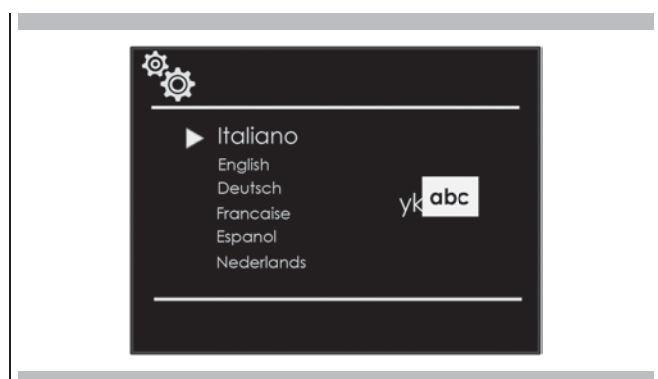 Italiano
English
Deutsch
Francaise
Espanol
Nederlands
yk abc